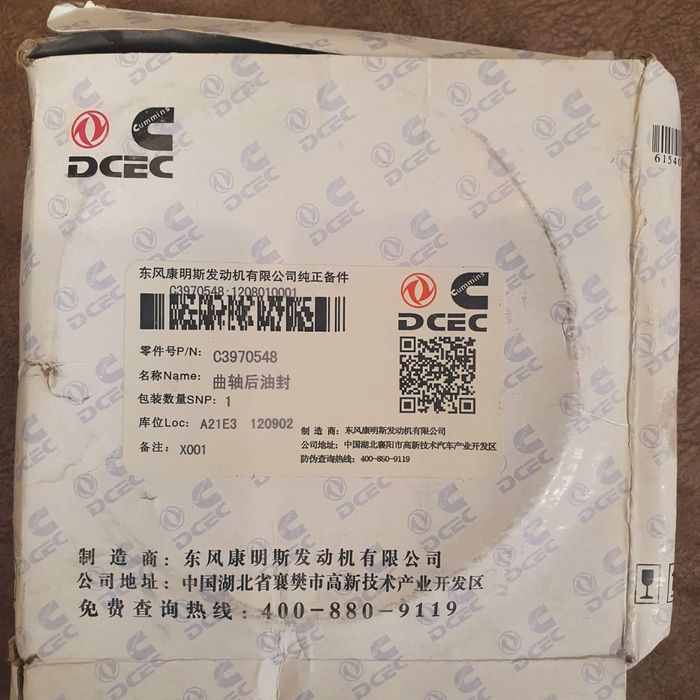 Cummins
DCEC
61540
东风康明斯发动机有限公司纯正备件
C3970548:1208010001
零件号P/N: C3970548
名称Name: 曲轴后油封
包装数量SNP: 1
库位Loc: A21E3 120902
备注: X001
Cummins
DCEC
制造商: 东风康明斯发动机有限公司
公司地址: 中国湖北襄阳市高新技术汽车产业开发区
防伪查询热线: 400-850-9119
制造商: 东风康明斯发动机有限公司
公司地址: 中国湖北省襄樊市高新技术产业开发区
免费查询热线: 400-880-9119